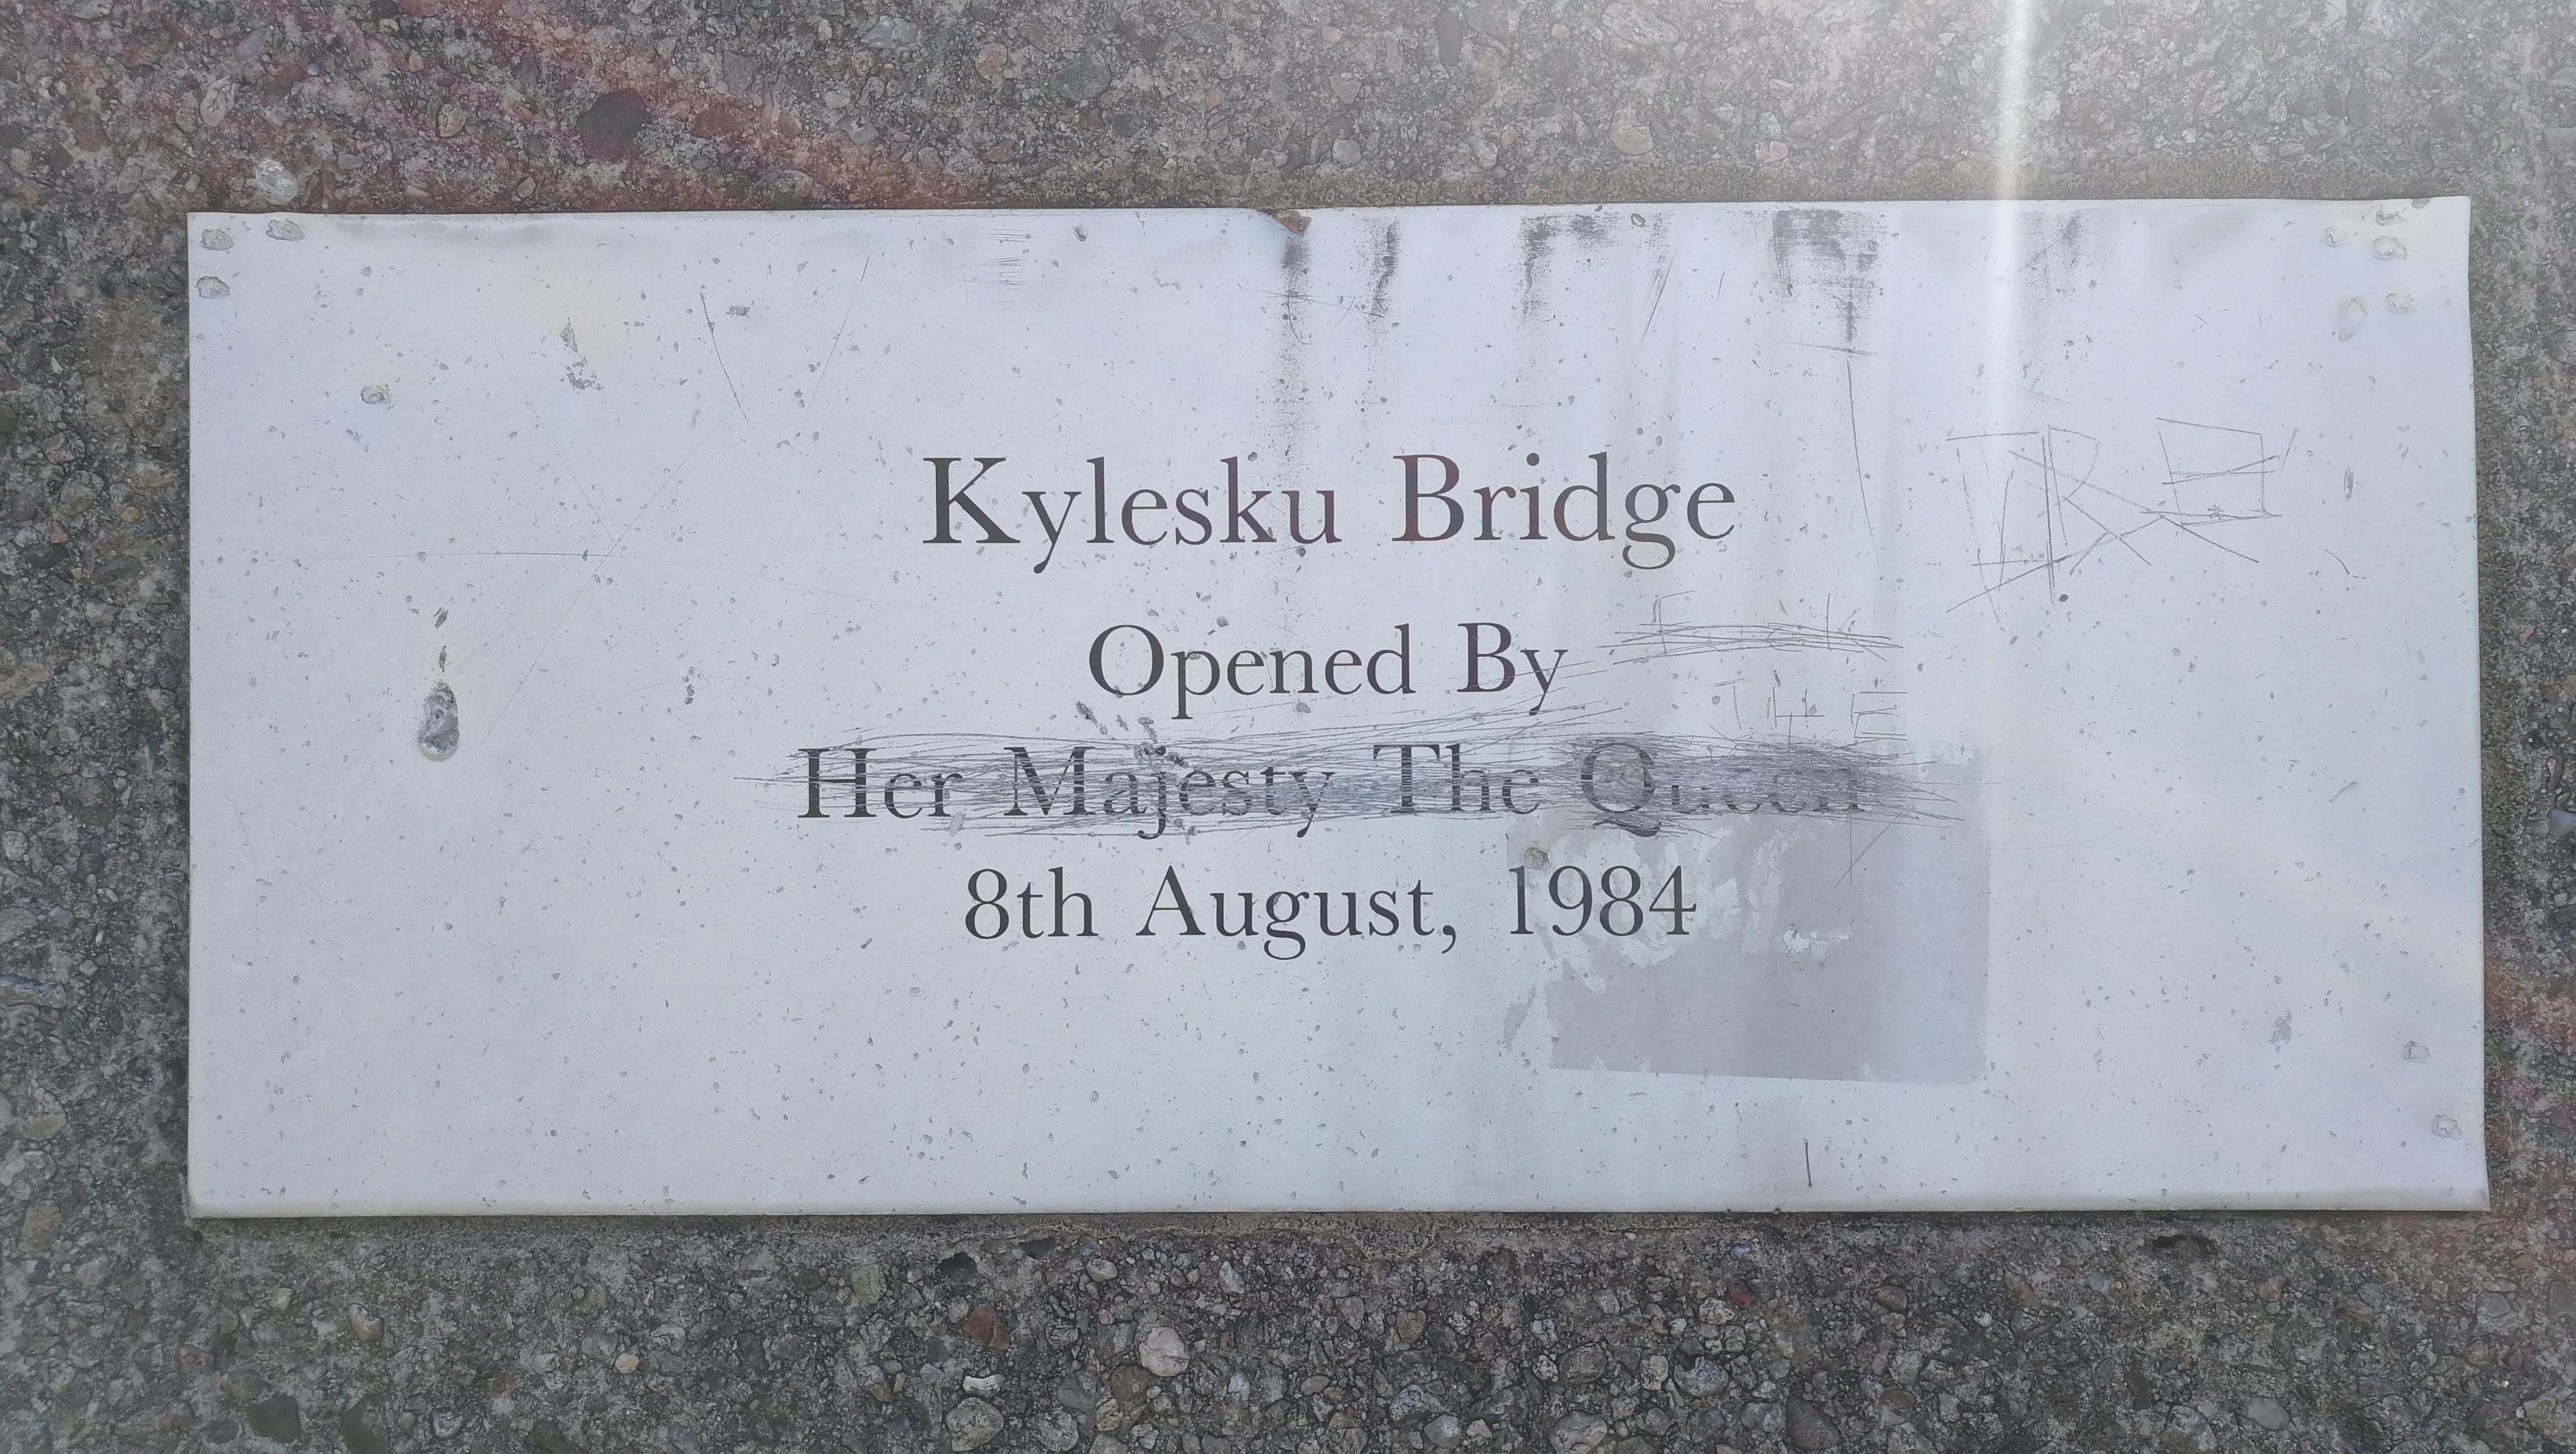 Kylesku Bridge
Opened By
Her Majesty The Queen
8th August, 1984